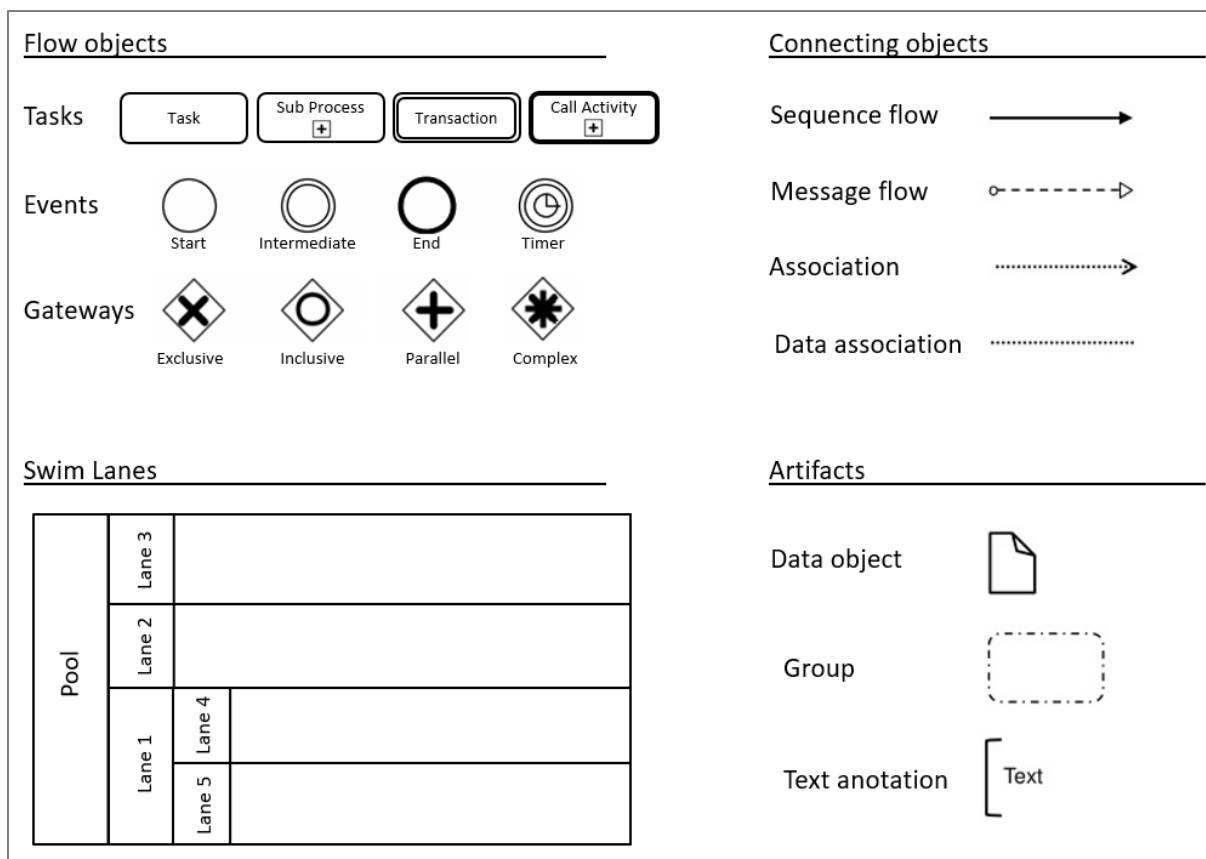 Flow objects
Tasks
Task
Sub Process
Transaction
Call Activity
Events
Start
Intermediate
End
Timer
Gateways
Exclusive
Inclusive
Parallel
Complex
Connecting objects
Sequence flow
Message flow
Association
Data association
Swim Lanes
Pool
Lane 3
Lane 2
Lane 1
Lane 4
Lane 5
Artifacts
Data object
Group
Text anotation
Text